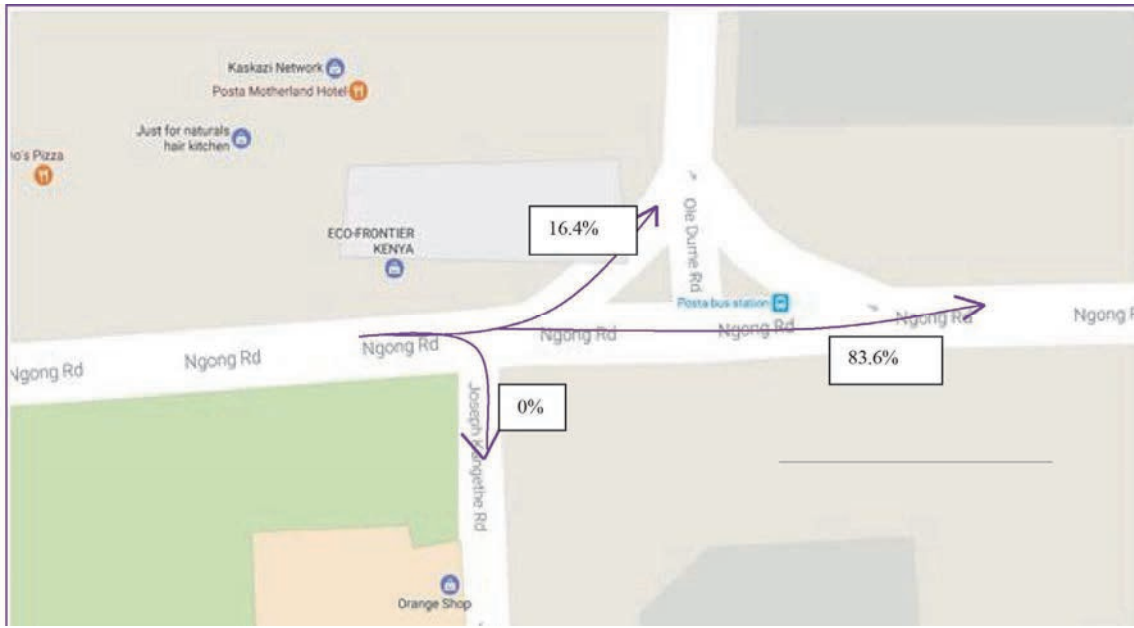 Kaskazi Network
Posta Motherland Hotel
Just for naturals
hair kitchen
no's Pizza
16.4%
Ole Dume Rd
ECO-FRONTIER
KENYA
Posta bus station
Ngong Rd
Ngong Rd
Ngong Rd
Ngong Rd
Ngong Rd
Ngong Rd
Ngong R
83.6%
0%
Joseph Kangethe Rd
Orange Shop